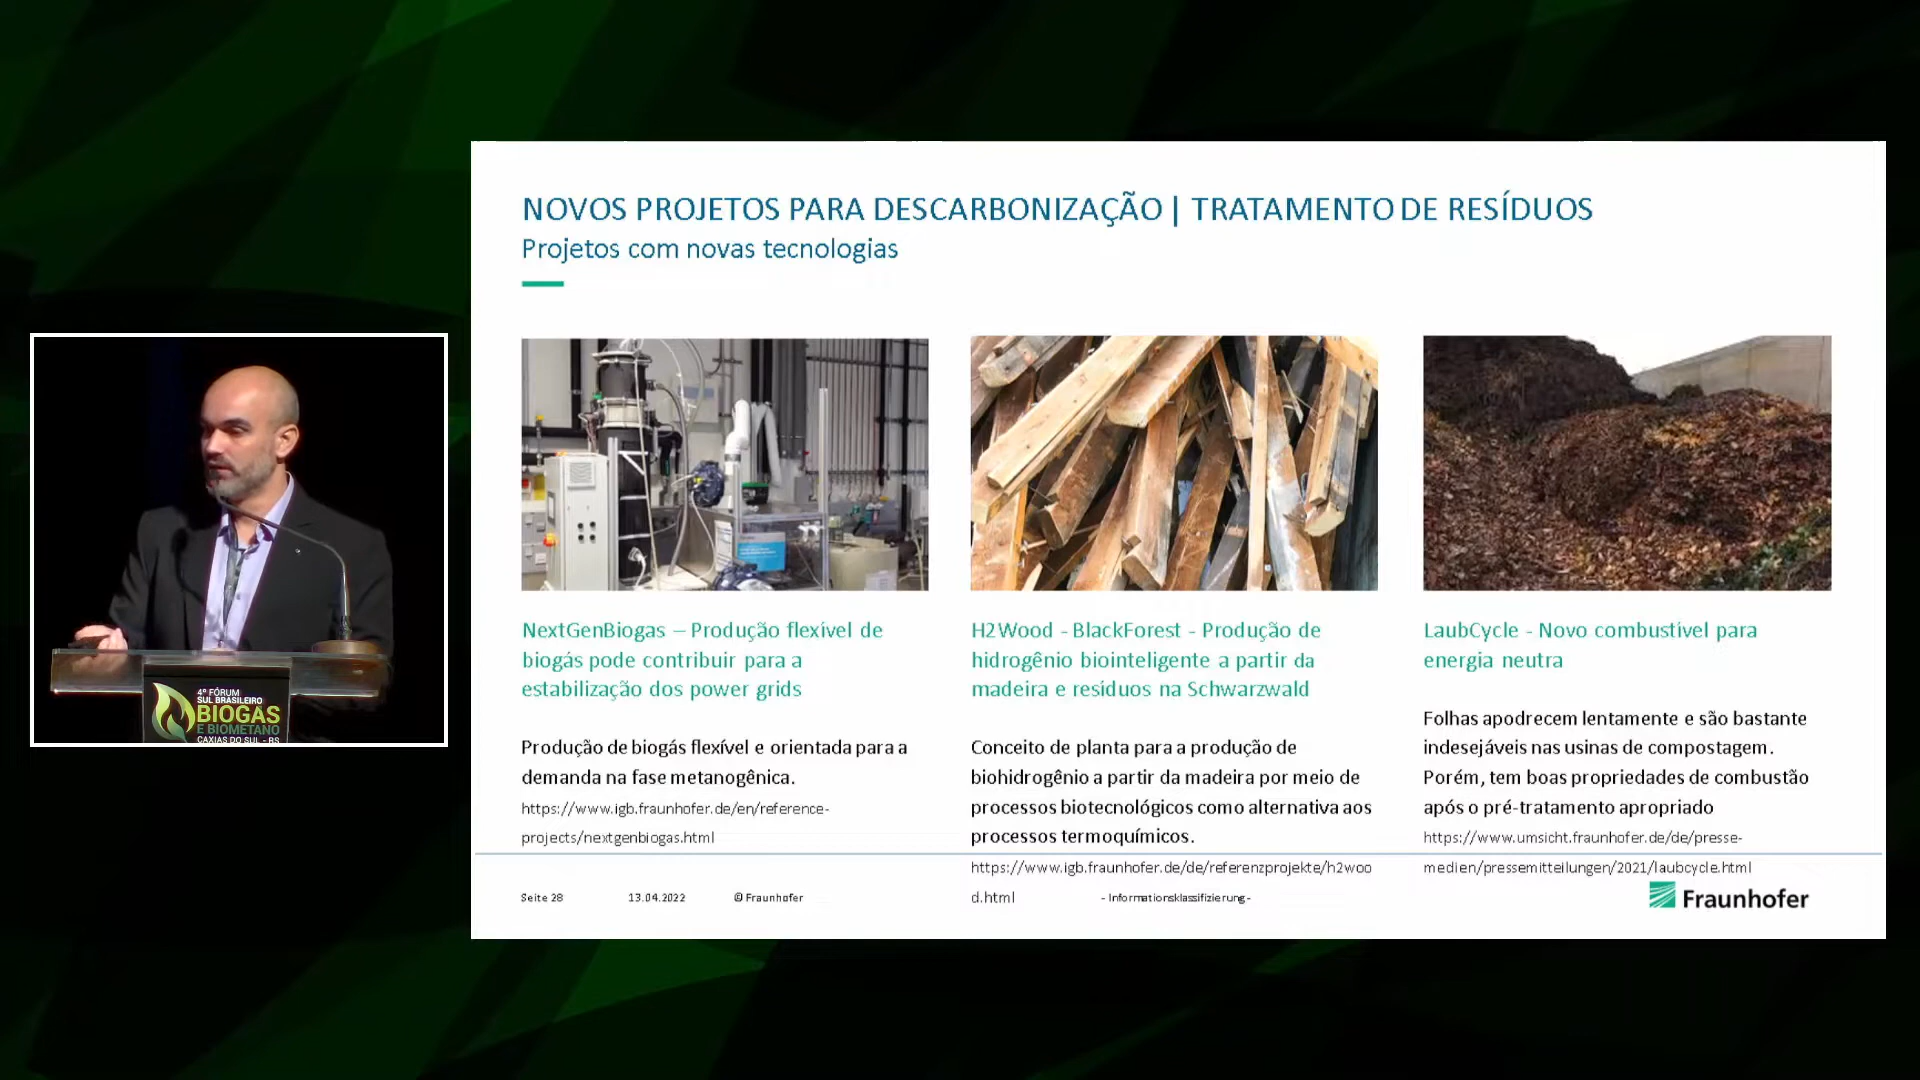 NOVOS PROJETOS PARA DESCARBONIZAÇÃO | TRATAMENTO DE RESÍDUOS
Projetos com novas tecnologias
NextGenBiogas – Produção flexível de
biogás pode contribuir para a
estabilização dos power grids
Produção de biogás flexível e orientada para a
demanda na fase metanogênica.
https://www.igb.fraunhofer.de/en/reference-
projects/nextgenbiogas.html
H2Wood - BlackForest - Produção de
hidrogênio biointeligente a partir da
madeira e resíduos na Schwarzwald
Conceito de planta para a produção de
biohidrogênio a partir da madeira por meio de
processos biotecnológicos como alternativa aos
processos termoquímicos.
https://www.igb.fraunhofer.de/de/referenzprojekte/h2woo
d.html
LaubCycle - Novo combustível para
energia neutra
Folhas apodrecem lentamente e são bastante
indesejáveis nas usinas de compostagem.
Porém, tem boas propriedades de combustão
após o pré-tratamento apropriado
https://www.umsicht.fraunhofer.de/de/presse-
medien/pressemitteilungen/2021/laubcycle.html
Seite 28
13.04.2022
© Fraunhofer
- Informationsklassifizierung -
Fraunhofer
4º FÓRUM
SUL BRASILEIRO
BIOGAS
E BIOMETANO
CAXIAS DO SUL - RS